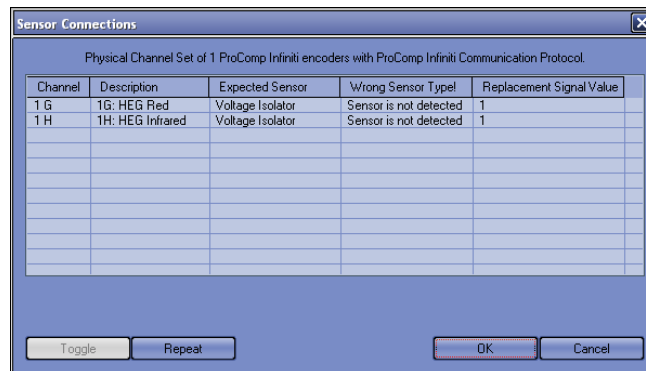 Sensor Connections
Physical Channel Set of 1 ProComp Infiniti encoders with ProComp Infiniti Communication Protocol.
Channel Description Expected Sensor Wrong Sensor Type! Replacement Signal Value
1 G 1G: HEG Red Voltage Isolator Sensor is not detected 1
1 H 1H: HEG Infrared Voltage Isolator Sensor is not detected 1
Toggle Repeat OK Cancel